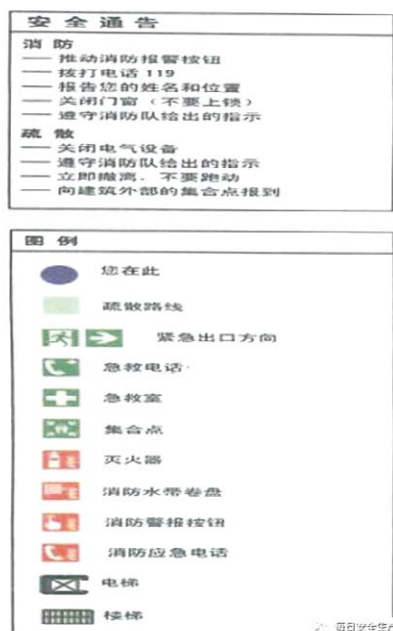 安全通告
消防
—— 推动消防报警按钮
—— 拨打电话 119
—— 报告您的姓名和位置
—— 关闭门窗（不要上锁）
—— 遵守消防队给出的指示
疏散
—— 关闭电气设备
—— 遵守消防队给出的指示
—— 立即撤离．不要跑动
—— 向建筑外部的集合点报到
图例
您在此
疏散路线
紧急出口方向
急救电话
急救室
集合点
灭火器
消防水带卷盘
消防警报按钮
消防应急电话
电梯
楼梯
每日安全生产